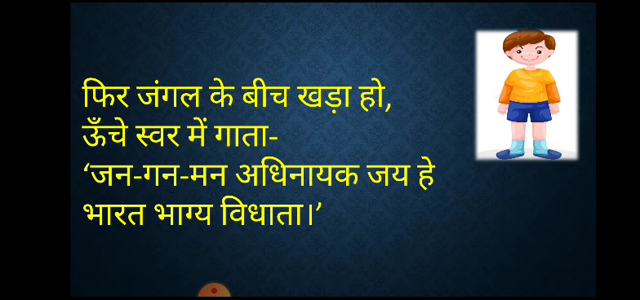 फिर जंगल के बीच खड़ा हो,
ऊँचे स्वर में गाता-
‘जन-गन-मन अधिनायक जय हे
भारत भाग्य विधाता।’